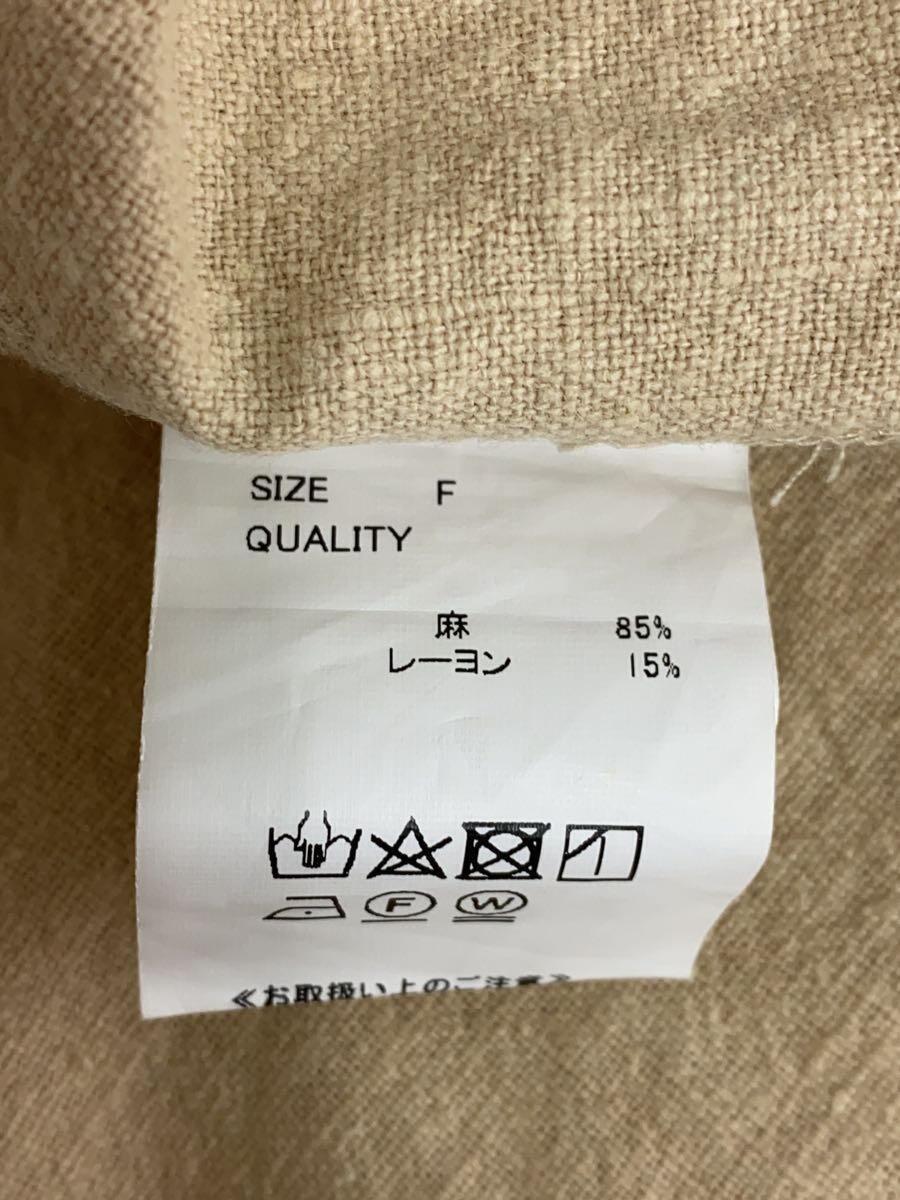 SIZE F
QUALITY
麻 85%
レーヨン 15%
F W
≪お取扱い上のご注意≫